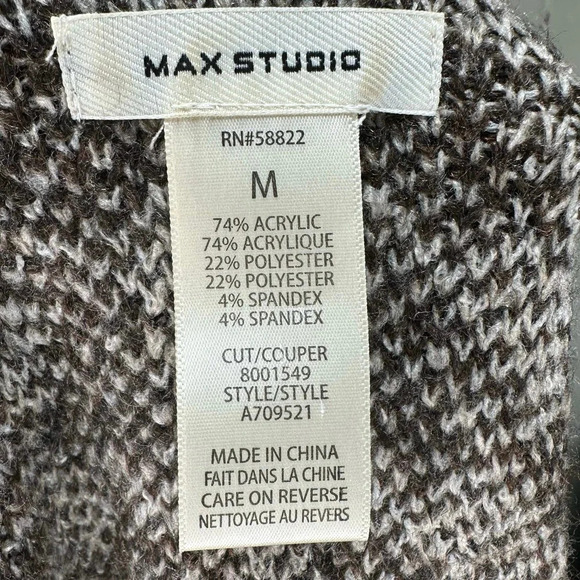 MAX STUDIO
RN#58822
M
74% ACRYLIC
74% ACRYLIQUE
22% POLYESTER
22% POLYESTER
4% SPANDEX
4% SPANDEX
CUT/COUPER
8001549
STYLE/STYLE
A709521
MADE IN CHINA
FAIT DANS LA CHINE
CARE ON REVERSE
NETTOYAGE AU REVERS